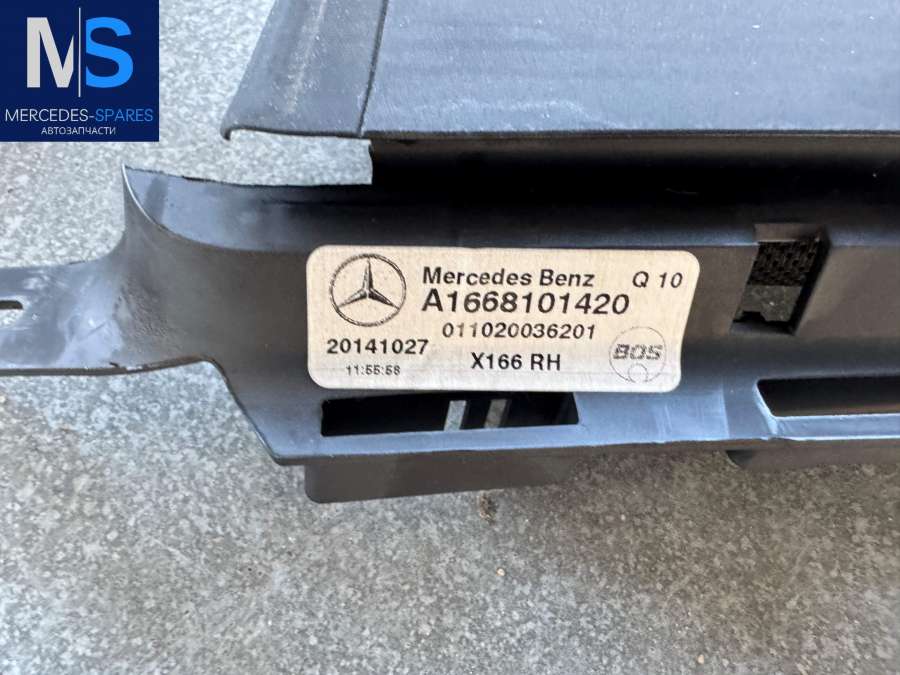 MS
MERCEDES-SPARES
АВТОЗАПЧАСТИ
Mercedes Benz Q 10
A1668101420
011020036201
20141027
11:55:58
X166 RH
BOS